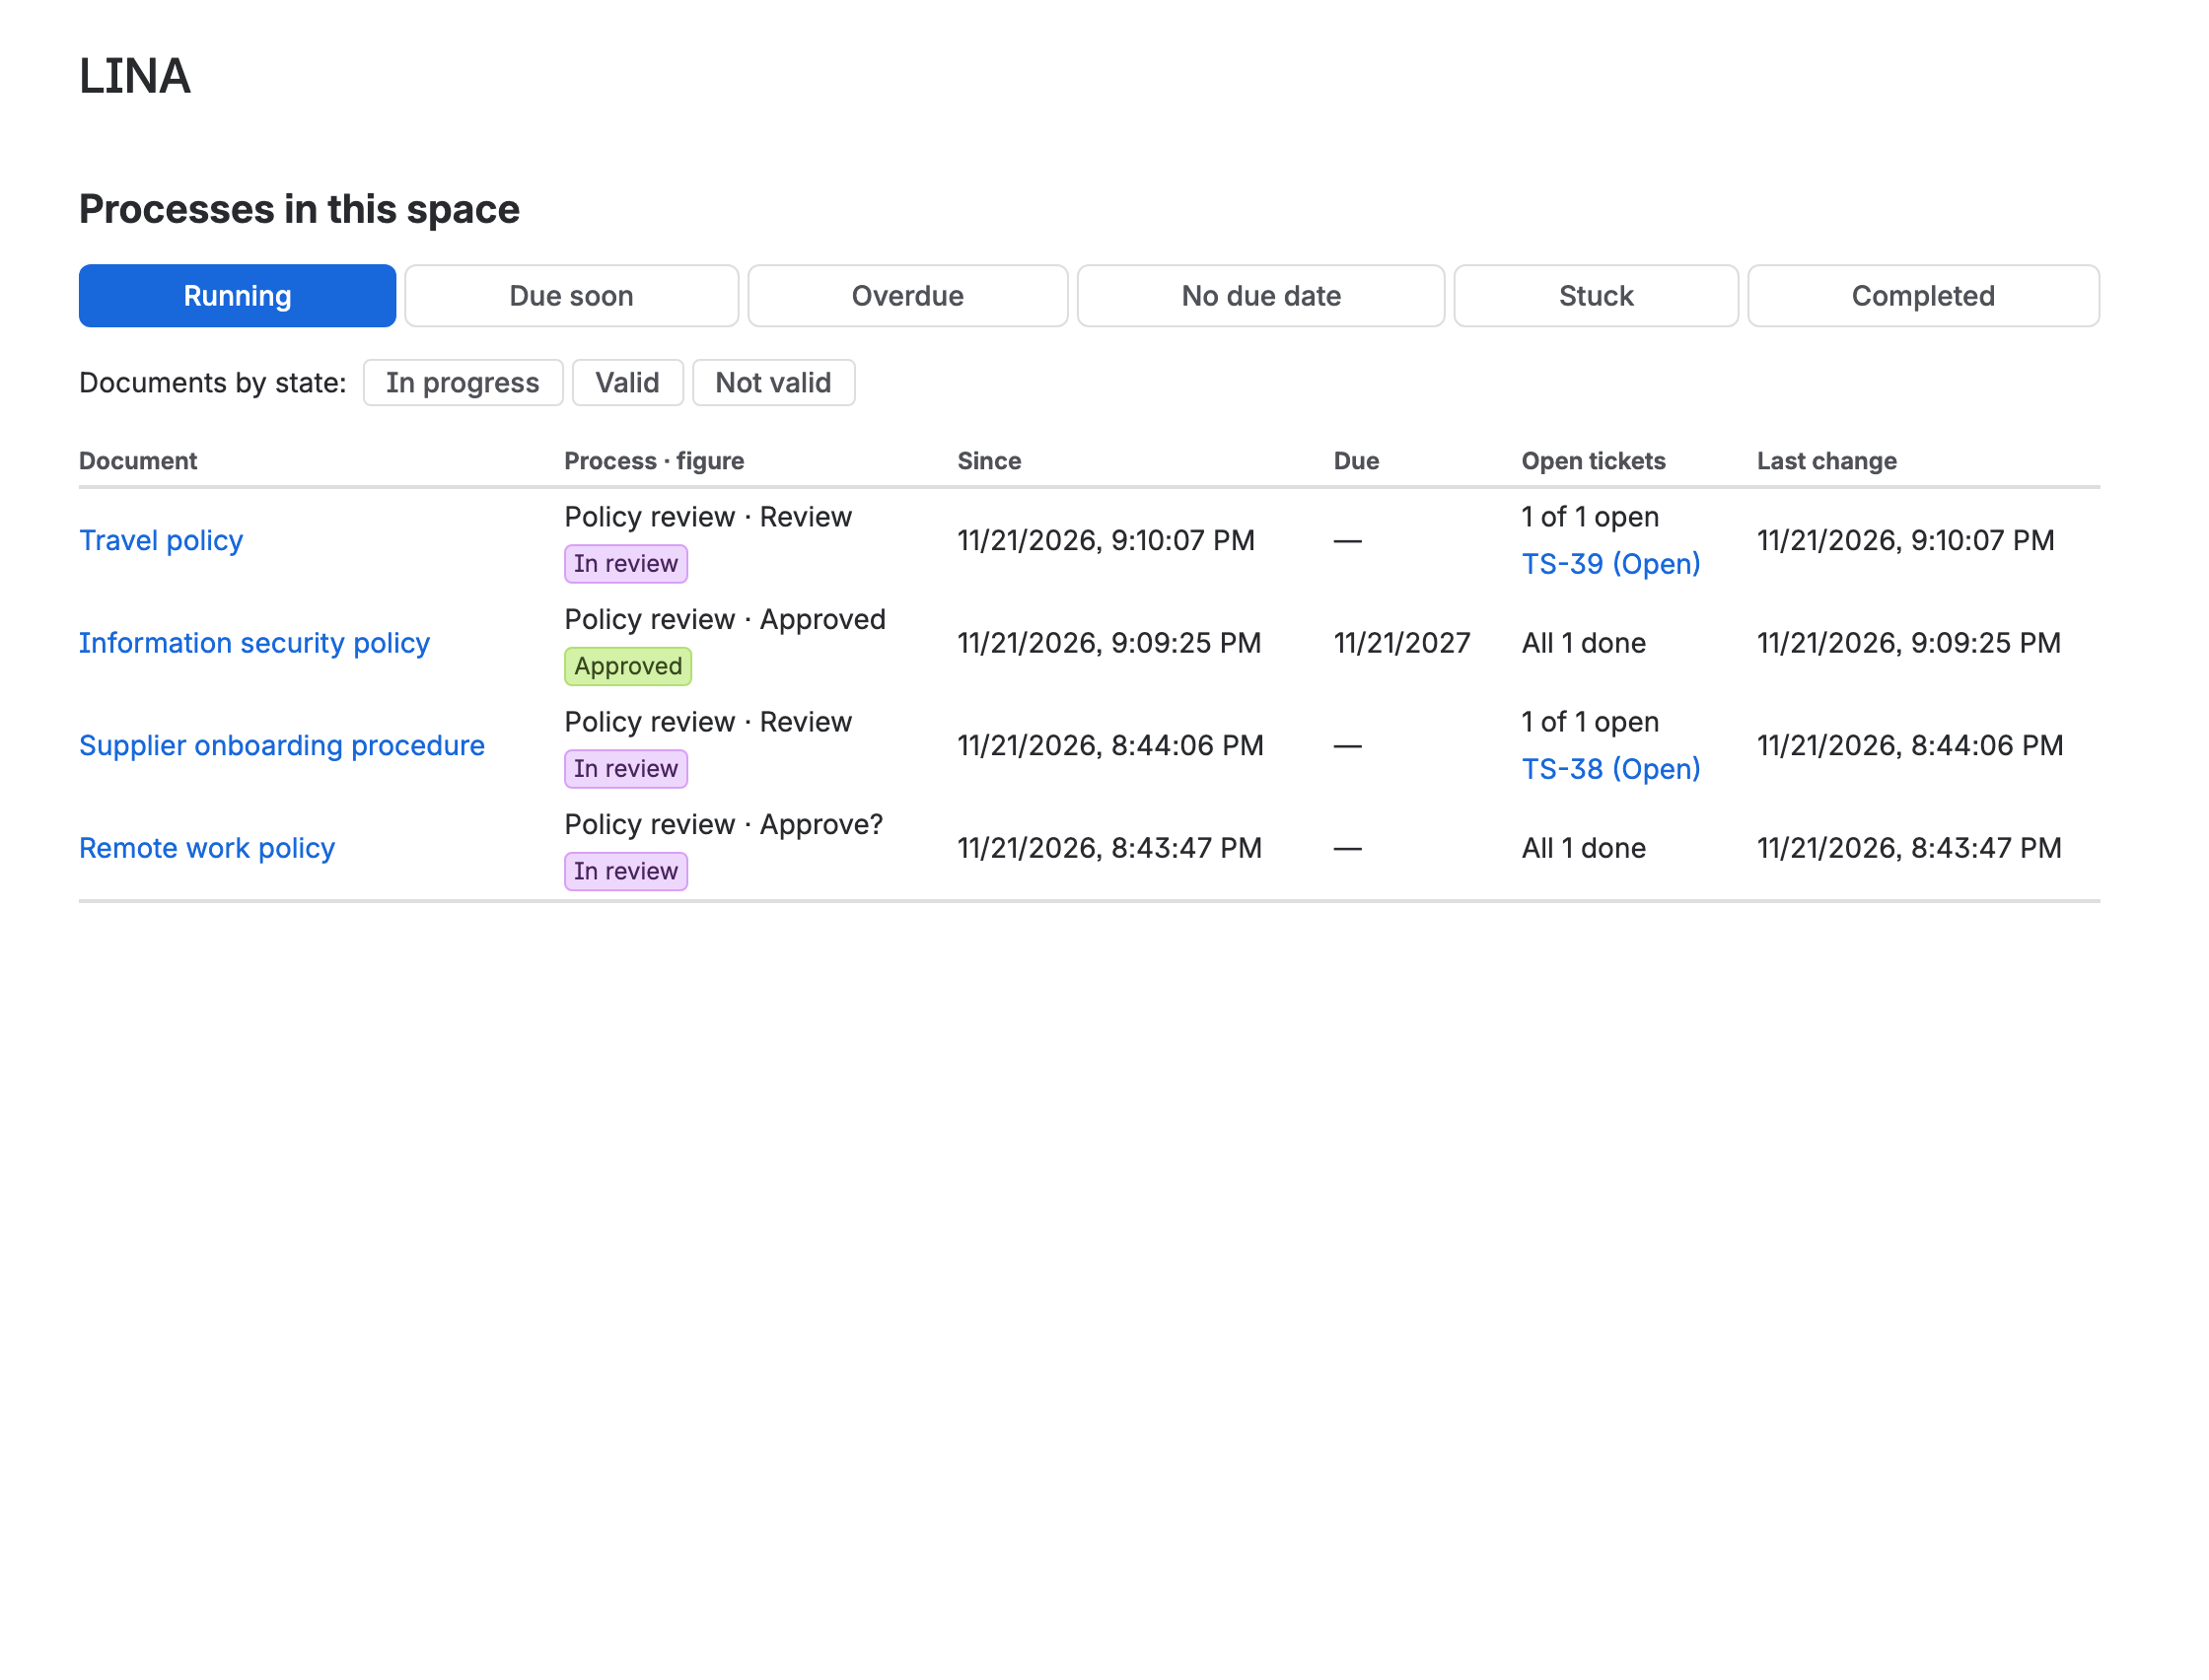 LINA
Processes in this space
Running Due soon Overdue No due date Stuck Completed
Documents by state: In progress Valid Not valid
Document Process · figure Since Due Open tickets Last change
Travel policy Policy review · Review In review 11/21/2026, 9:10:07 PM — 1 of 1 open TS-39 (Open) 11/21/2026, 9:10:07 PM
Information security policy Policy review · Approved Approved 11/21/2026, 9:09:25 PM 11/21/2027 All 1 done 11/21/2026, 9:09:25 PM
Supplier onboarding procedure Policy review · Review In review 11/21/2026, 8:44:06 PM — 1 of 1 open TS-38 (Open) 11/21/2026, 8:44:06 PM
Remote work policy Policy review · Approve? In review 11/21/2026, 8:43:47 PM — All 1 done 11/21/2026, 8:43:47 PM